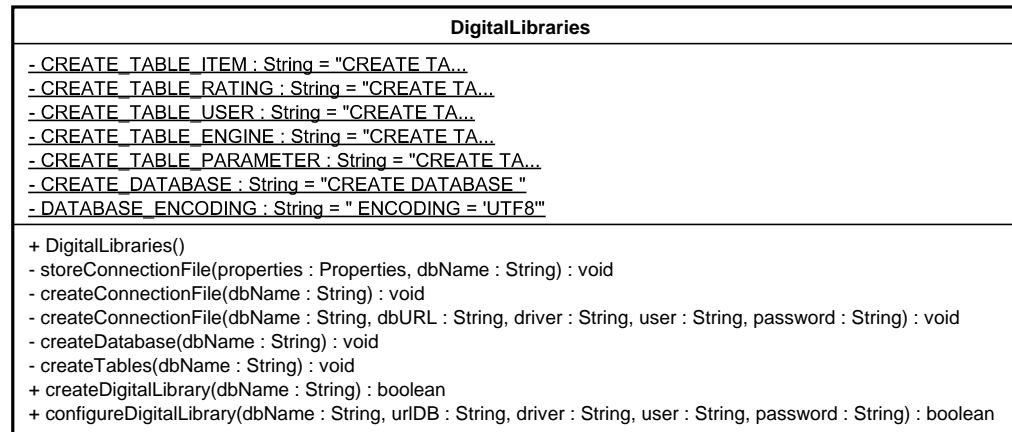 DigitalLibraries
- CREATE_TABLE_ITEM : String = "CREATE TA...
- CREATE_TABLE_RATING : String = "CREATE TA...
- CREATE_TABLE_USER : String = "CREATE TA...
- CREATE_TABLE_ENGINE : String = "CREATE TA...
- CREATE_TABLE_PARAMETER : String = "CREATE TA...
- CREATE_DATABASE : String = "CREATE DATABASE "
- DATABASE_ENCODING : String = " ENCODING = 'UTF8'"
+ DigitalLibraries()
- storeConnectionFile(properties : Properties, dbName : String) : void
- createConnectionFile(dbName : String) : void
- createConnectionFile(dbName : String, dbURL : String, driver : String, user : String, password : String) : void
- createDatabase(dbName : String) : void
- createTables(dbName : String) : void
+ createDigitalLibrary(dbName : String) : boolean
+ configureDigitalLibrary(dbName : String, urlDB : String, driver : String, user : String, password : String) : boolean